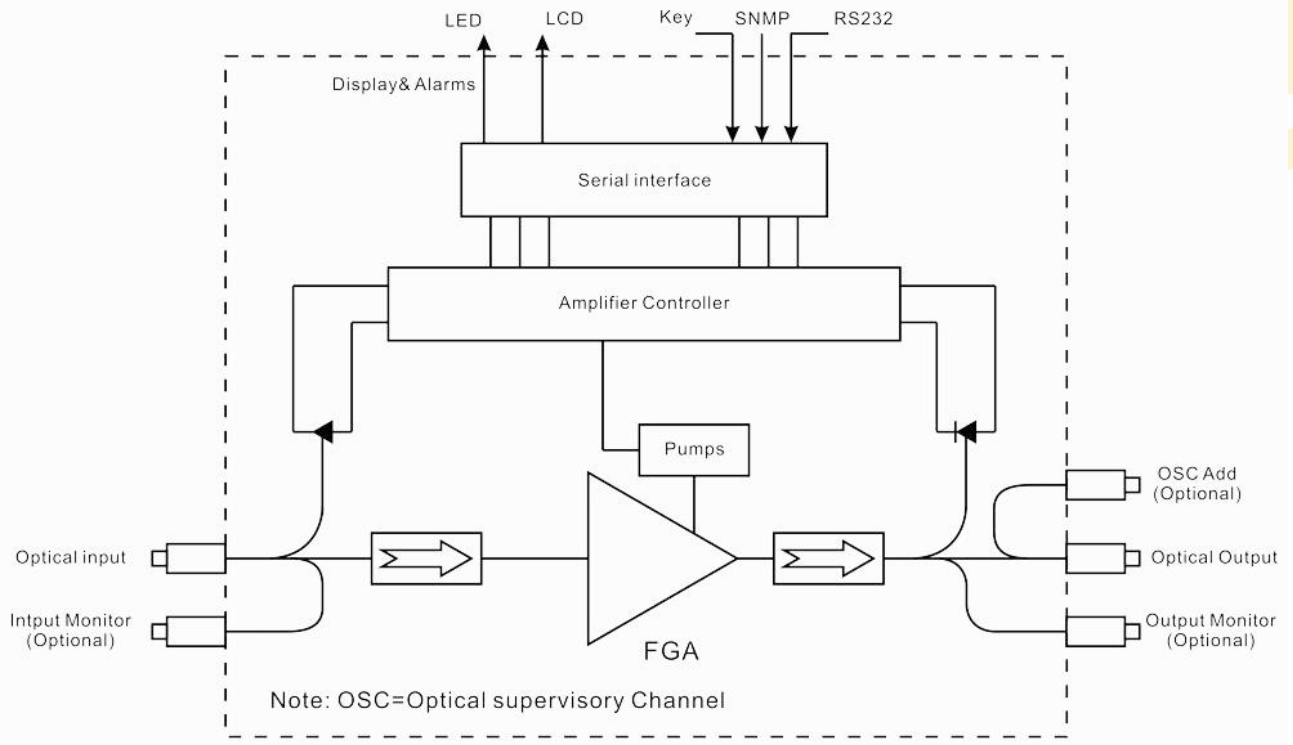 LED
LCD
Key
SNMP
RS232
Display& Alarms
Serial interface
Amplifier Controller
Pumps
OSC Add
(Optional)
Optical input
Optical Output
Intput Monitor
(Optional)
Output Monitor
(Optional)
FGA
Note: OSC=Optical supervisory Channel